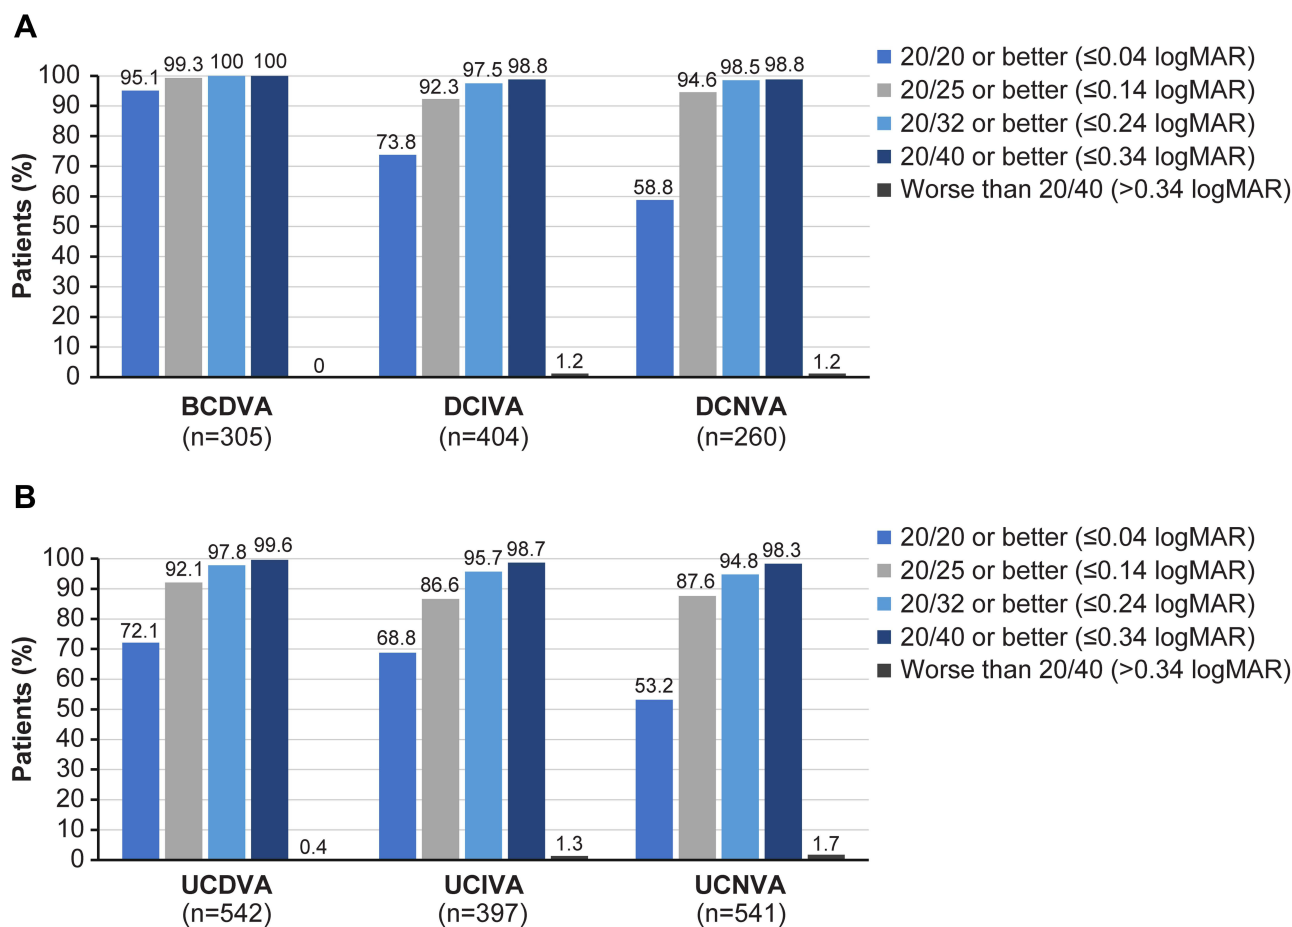 A
20/20 or better (≤0.04 logMAR)
20/25 or better (≤0.14 logMAR)
20/32 or better (≤0.24 logMAR)
20/40 or better (≤0.34 logMAR)
Worse than 20/40 (>0.34 logMAR)
Patients (%)
100
90
80
70
60
50
40
30
20
10
0
95.1 99.3 100 100 0
73.8 92.3 97.5 98.8 1.2
58.8 94.6 98.5 98.8 1.2
BCDVA DCIVA DCNVA
(n=305) (n=404) (n=260)
B
20/20 or better (≤0.04 logMAR)
20/25 or better (≤0.14 logMAR)
20/32 or better (≤0.24 logMAR)
20/40 or better (≤0.34 logMAR)
Worse than 20/40 (>0.34 logMAR)
Patients (%)
100
90
80
70
60
50
40
30
20
10
0
72.1 92.1 97.8 99.6 0.4
68.8 86.6 95.7 98.7 1.3
53.2 87.6 94.8 98.3 1.7
UCDVA UCIVA UCNVA
(n=542) (n=397) (n=541)